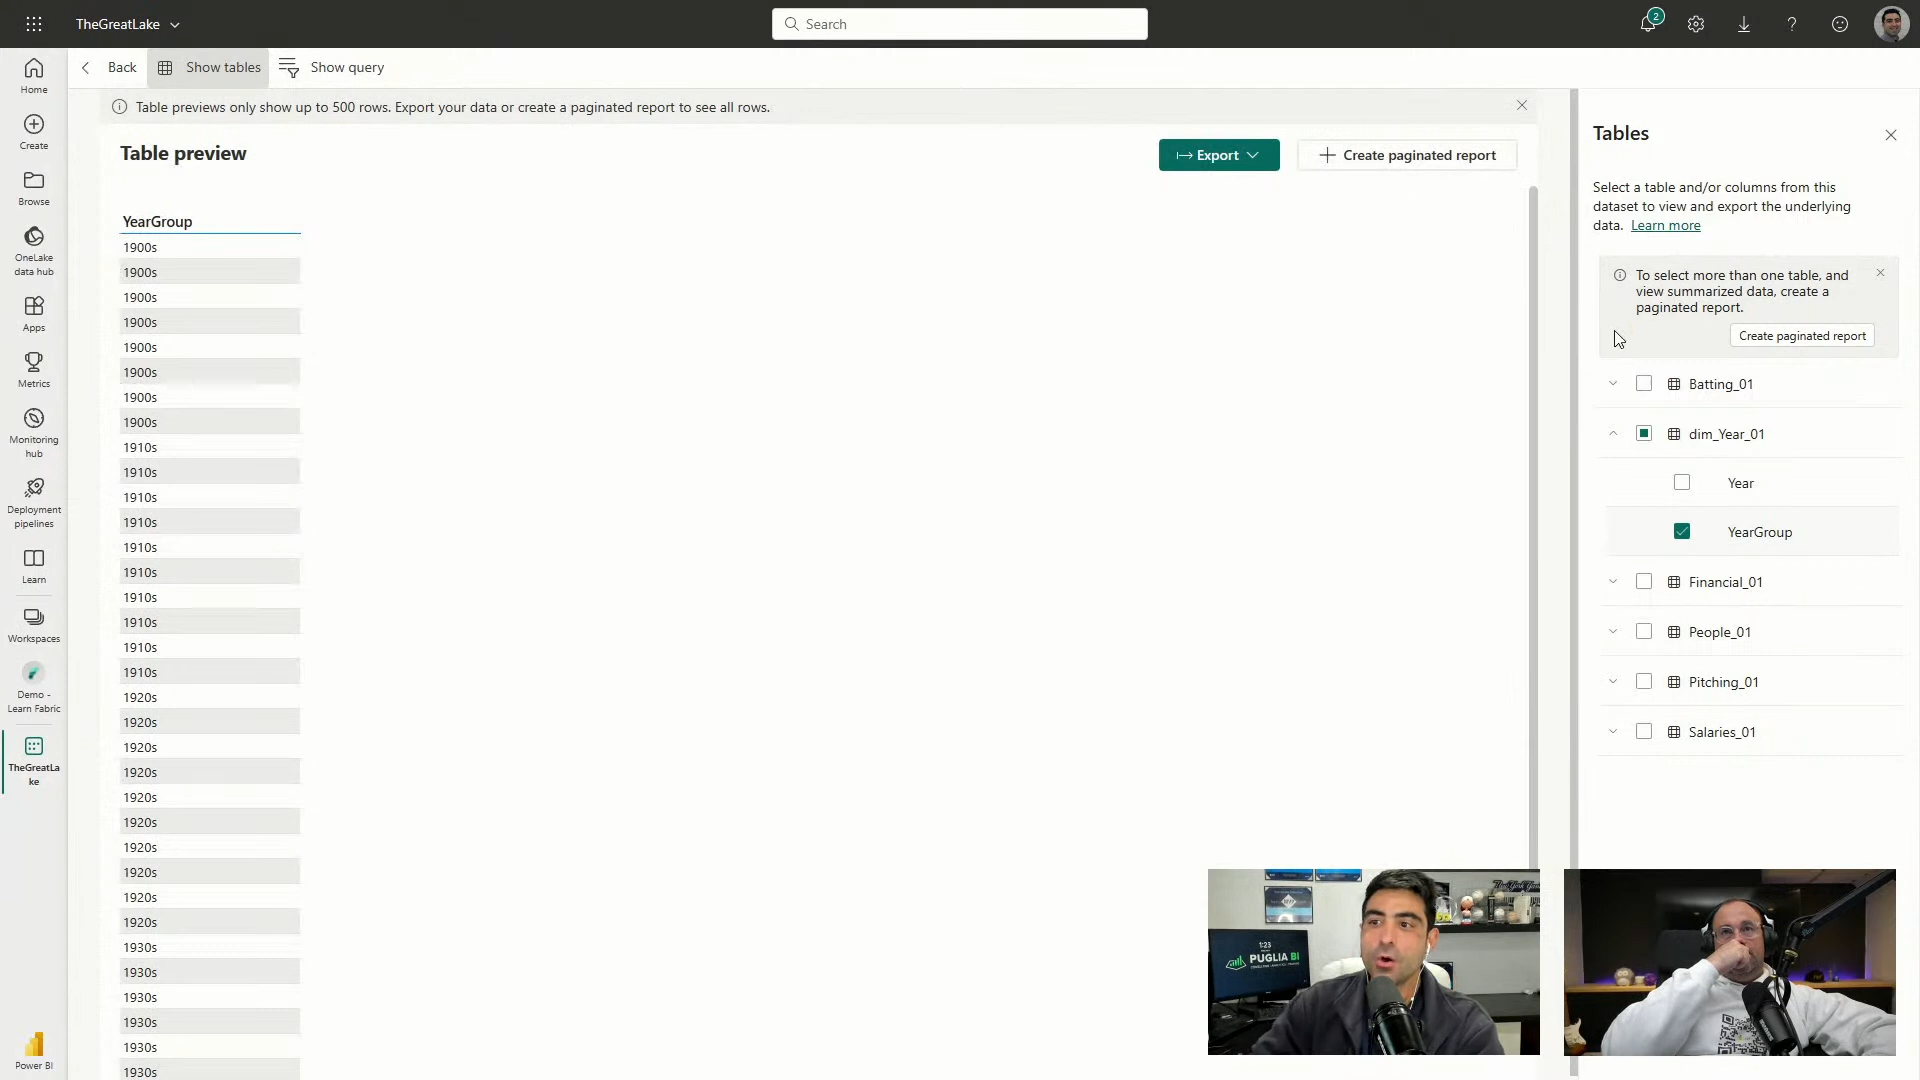 TheGreatLake
Search
2
Back
Show tables
Show query
Home
Create
Browse
OneLake
data hub
Apps
Metrics
Monitoring
hub
Deployment
pipelines
Learn
Workspaces
Demo -
Learn Fabric
TheGreatLa
ke
Power BI
Table previews only show up to 500 rows. Export your data or create a paginated report to see all rows.
Table preview
Export
Create paginated report
YearGroup
1900s
1900s
1900s
1900s
1900s
1900s
1900s
1900s
1910s
1910s
1910s
1910s
1910s
1910s
1910s
1910s
1910s
1910s
1920s
1920s
1920s
1920s
1920s
1920s
1920s
1920s
1920s
1920s
1930s
1930s
1930s
1930s
1930s
1930s
Tables
Select a table and/or columns from this
dataset to view and export the underlying
data. Learn more
To select more than one table, and
view summarized data, create a
paginated report.
Create paginated report
Batting_01
dim_Year_01
Year
YearGroup
Financial_01
People_01
Pitching_01
Salaries_01
1:23
PUGLIA BI